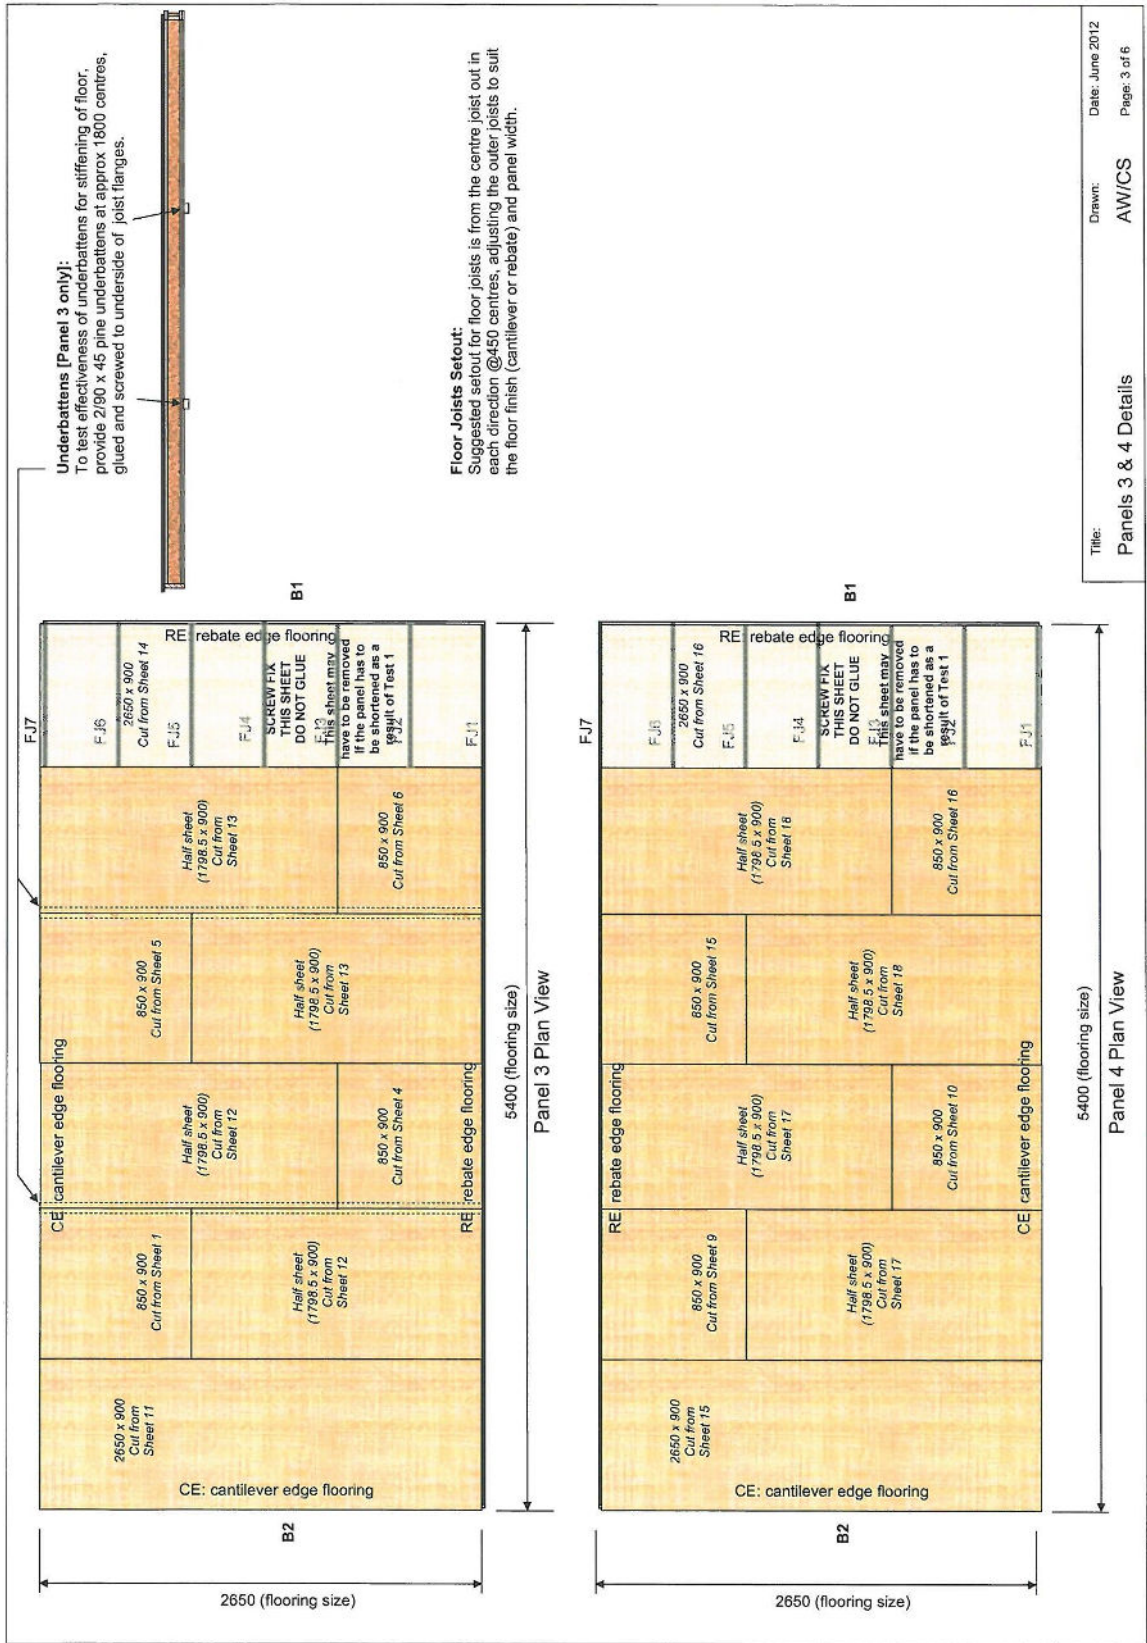 Underbattens [Panel 3 only]:
To test effectiveness of underbattens for stiffening of floor,
provide 2/90 x 45 pine underbattens at approx 1800 centres,
glued and screwed to underside of joist flanges.
Floor Joists Setout:
Suggested setout for floor joists is from the centre joist out in
each direction @450 centres, adjusting the outer joists to suit
the floor finish (cantilever or rebate) and panel width.
B2
B1
2650 (flooring size)
CE: cantilever edge flooring
2650 x 900
Cut from
Sheet 11
850 x 900
Cut from Sheet 1
Half sheet
(1798.5 x 900)
Cut from
Sheet 12
CE: cantilever edge flooring
RE: rebate edge flooring
Half sheet
(1798.5 x 900)
Cut from
Sheet 12
850 x 900
Cut from Sheet 4
850 x 900
Cut from Sheet 5
Half sheet
(1798.5 x 900)
Cut from
Sheet 13
Half sheet
(1798.5 x 900)
Cut from
Sheet 13
850 x 900
Cut from Sheet 6
FJ7
FJ6
2650 x 900
Cut from Sheet 14
FJ5
FJ4
SCREW FIX
THIS SHEET
DO NOT GLUE
FJ3
This sheet may
have to be removed
if the panel has to
be shortened as a
result of Test 1
FJ2
FJ1
RE: rebate edge flooring
5400 (flooring size)
Panel 3 Plan View
B2
B1
2650 (flooring size)
CE: cantilever edge flooring
2650 x 900
Cut from
Sheet 15
850 x 900
Cut from Sheet 9
Half sheet
(1798.5 x 900)
Cut from
Sheet 17
RE: rebate edge flooring
CE: cantilever edge flooring
Half sheet
(1798.5 x 900)
Cut from
Sheet 17
850 x 900
Cut from Sheet 10
850 x 900
Cut from Sheet 15
Half sheet
(1798.5 x 900)
Cut from
Sheet 18
Half sheet
(1798.5 x 900)
Cut from
Sheet 18
850 x 900
Cut from Sheet 16
FJ7
FJ6
2650 x 900
Cut from Sheet 16
FJ5
FJ4
SCREW FIX
THIS SHEET
DO NOT GLUE
FJ3
This sheet may
have to be removed
if the panel has to
be shortened as a
result of Test 1
FJ2
FJ1
RE: rebate edge flooring
5400 (flooring size)
Panel 4 Plan View
Title:
Panels 3 & 4 Details
Drawn:
AW/CS
Date: June 2012
Page: 3 of 6